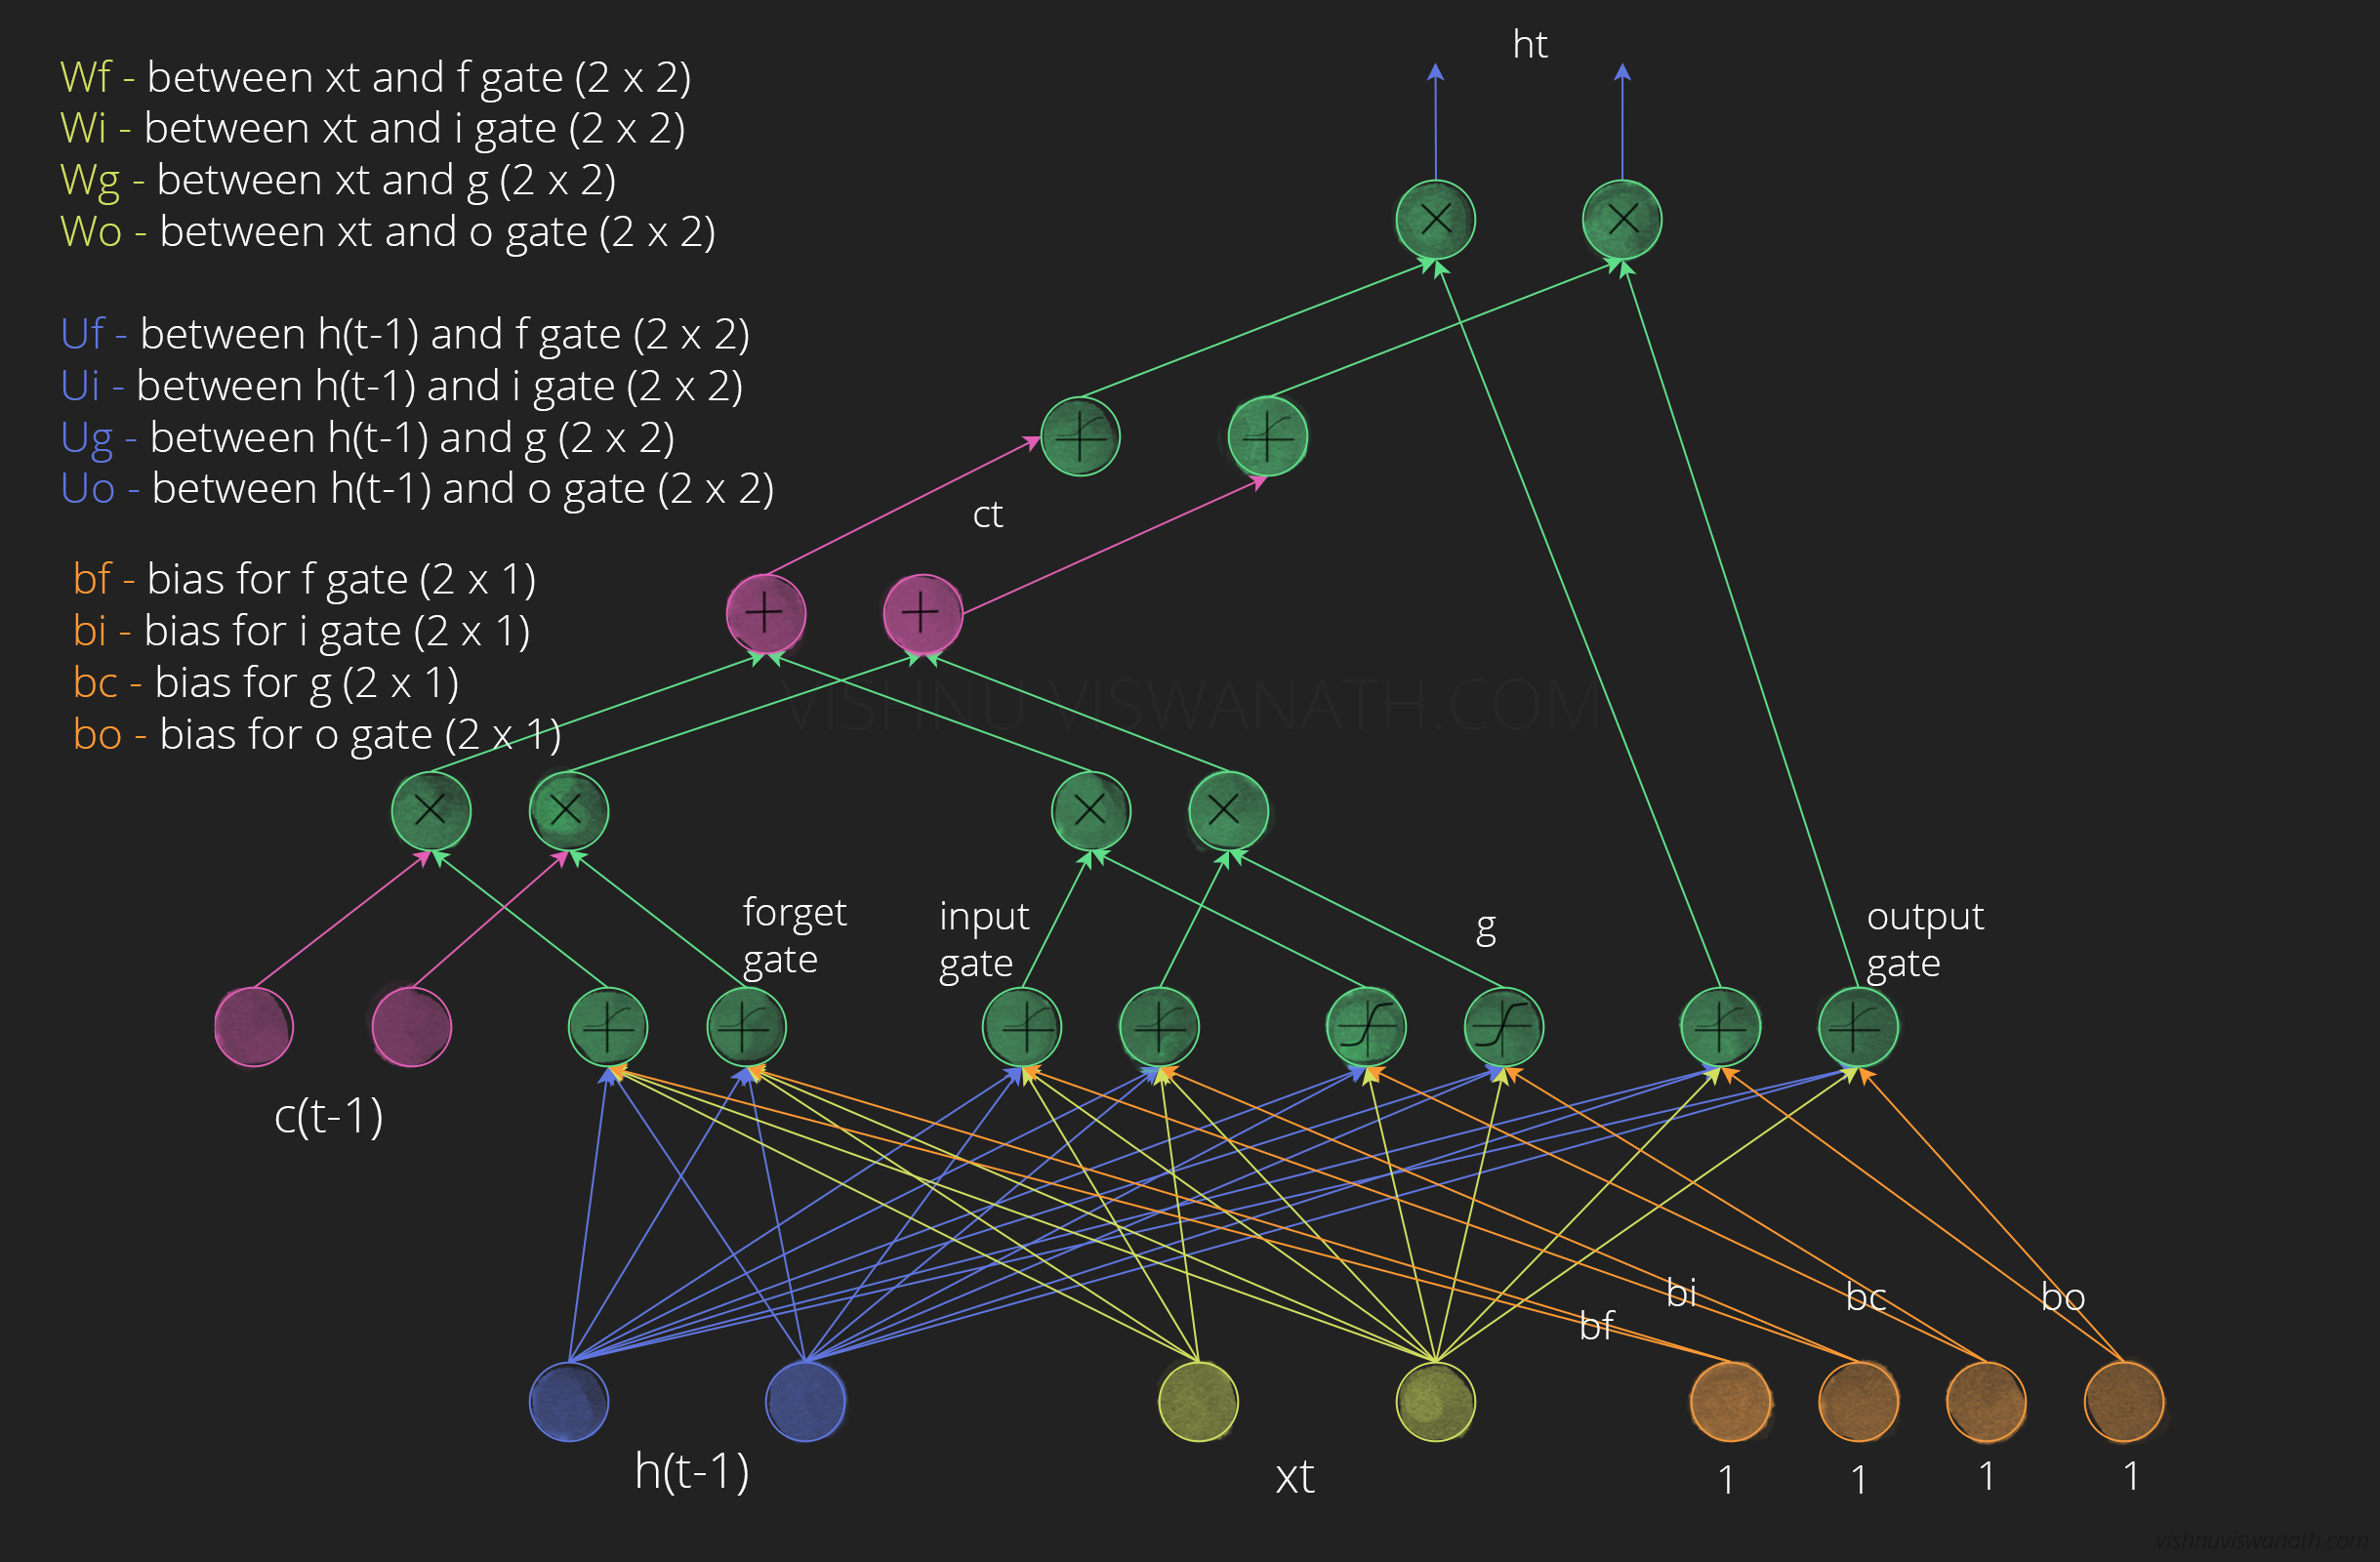 Wf - between xt and f gate (2 x 2)
Wi - between xt and i gate (2 x 2)
Wg - between xt and g (2 x 2)
Wo - between xt and o gate (2 x 2)
Uf - between h(t-1) and f gate (2 x 2)
Ui - between h(t-1) and i gate (2 x 2)
Ug - between h(t-1) and g (2 x 2)
Uo - between h(t-1) and o gate (2 x 2)
bf - bias for f gate (2 x 1)
bi - bias for i gate (2 x 1)
bc - bias for g (2 x 1)
bo - bias for o gate (2 x 1)
ht
ct
VISHNU VISWANATH.COM
forget
gate
input
gate
g
output
gate
c(t-1)
bi
bc
bo
bf
h(t-1)
xt
1
1
1
1
vishnuviswanath.com